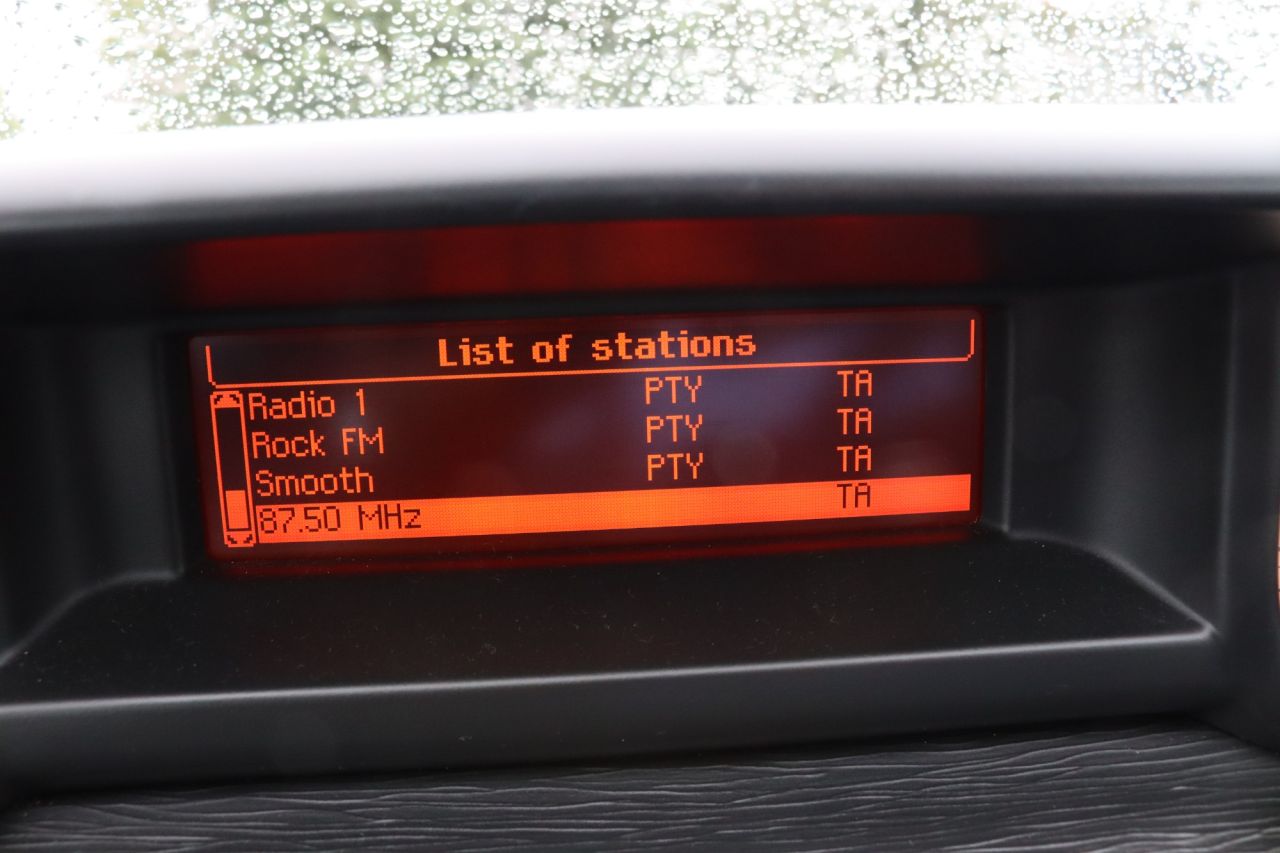 List of stations
Radio 1 PTY TA
Rock FM PTY TA
Smooth PTY TA
87.50 MHz TA